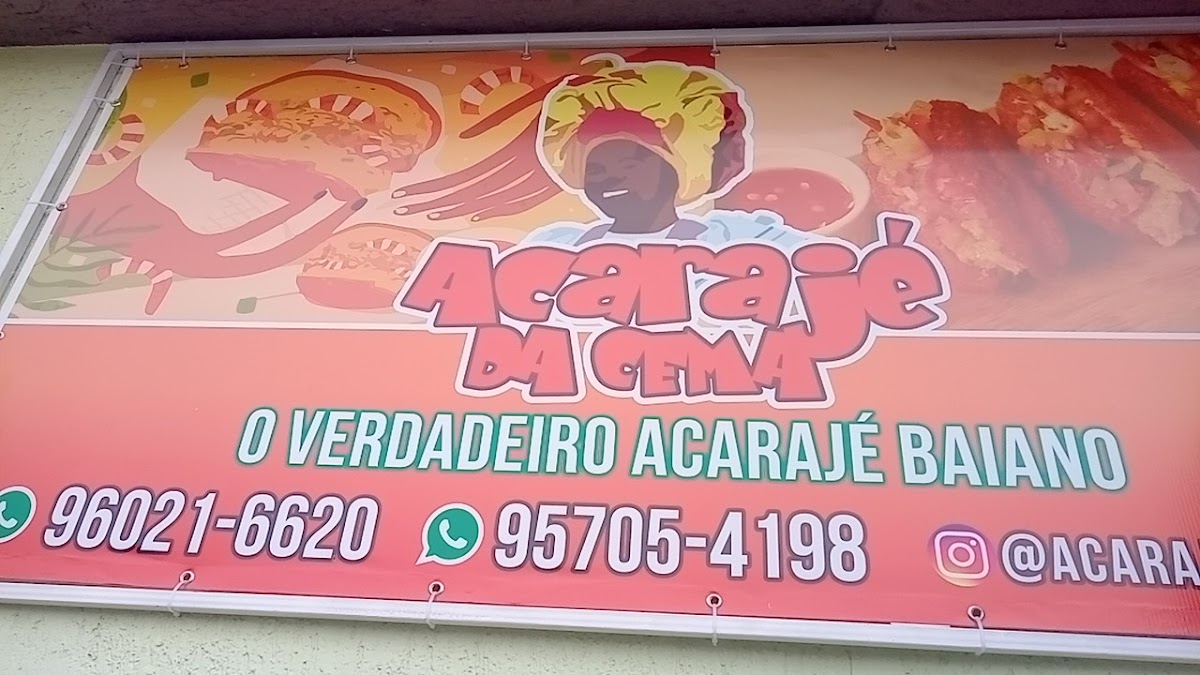 Acarajé
DA CEMA
O VERDADEIRO ACARAJÉ BAIANO
96021-6620 95705-4198 @ACARA